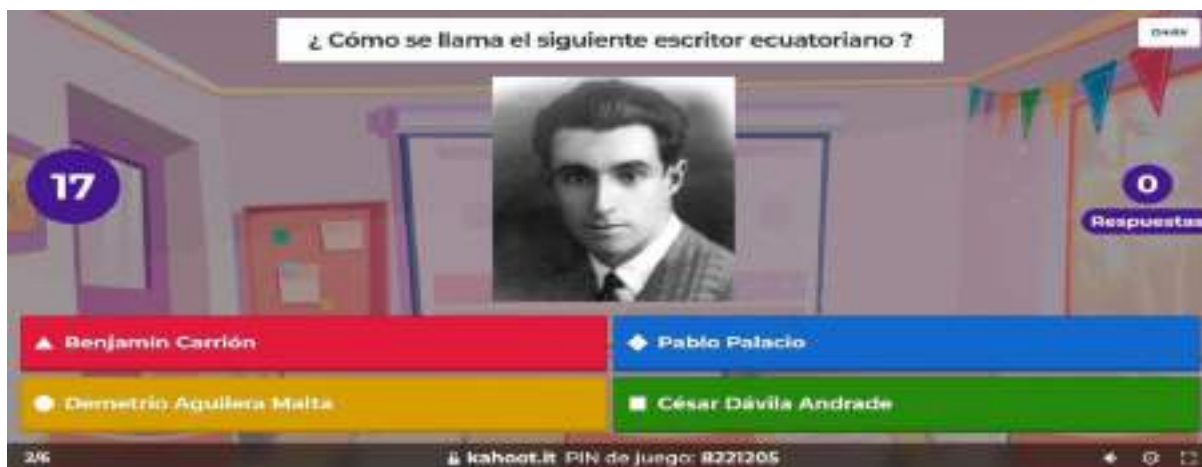 ¿ Cómo se llama el siguiente escritor ecuatoriano ?
17
0
Respuestas
Benjamín Carrión
Pablo Palacio
Demetrio Aguilera Malta
César Dávila Andrade
2/6
kahoot.it PIN de juego: 8221205